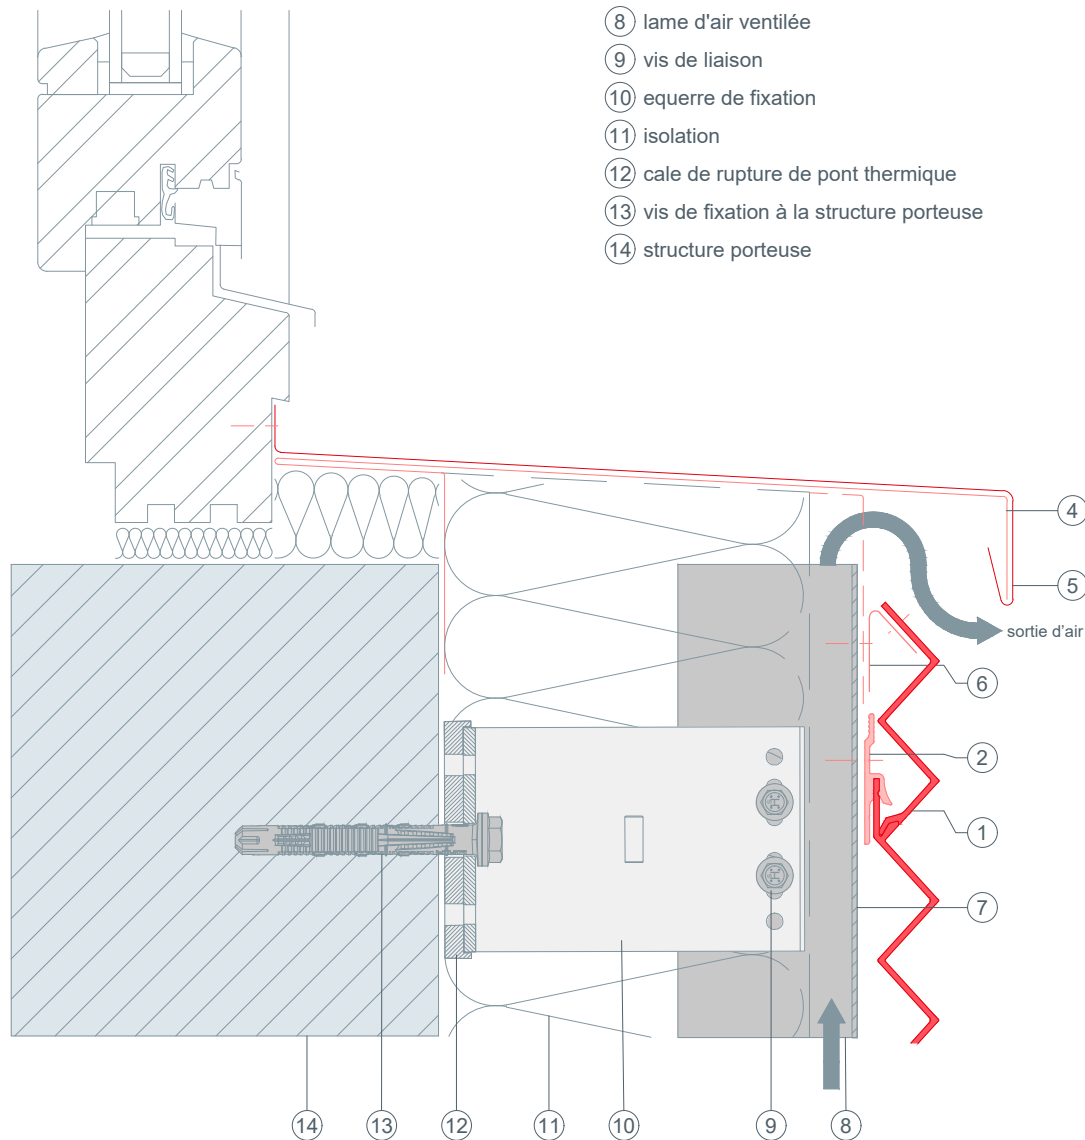 8 lame d'air ventilée
9 vis de liaison
10 equerre de fixation
11 isolation
12 cale de rupture de pont thermique
13 vis de fixation à la structure porteuse
14 structure porteuse
4
5
sortie d'air
6
2
1
7
14 13 12 11 10 9 8